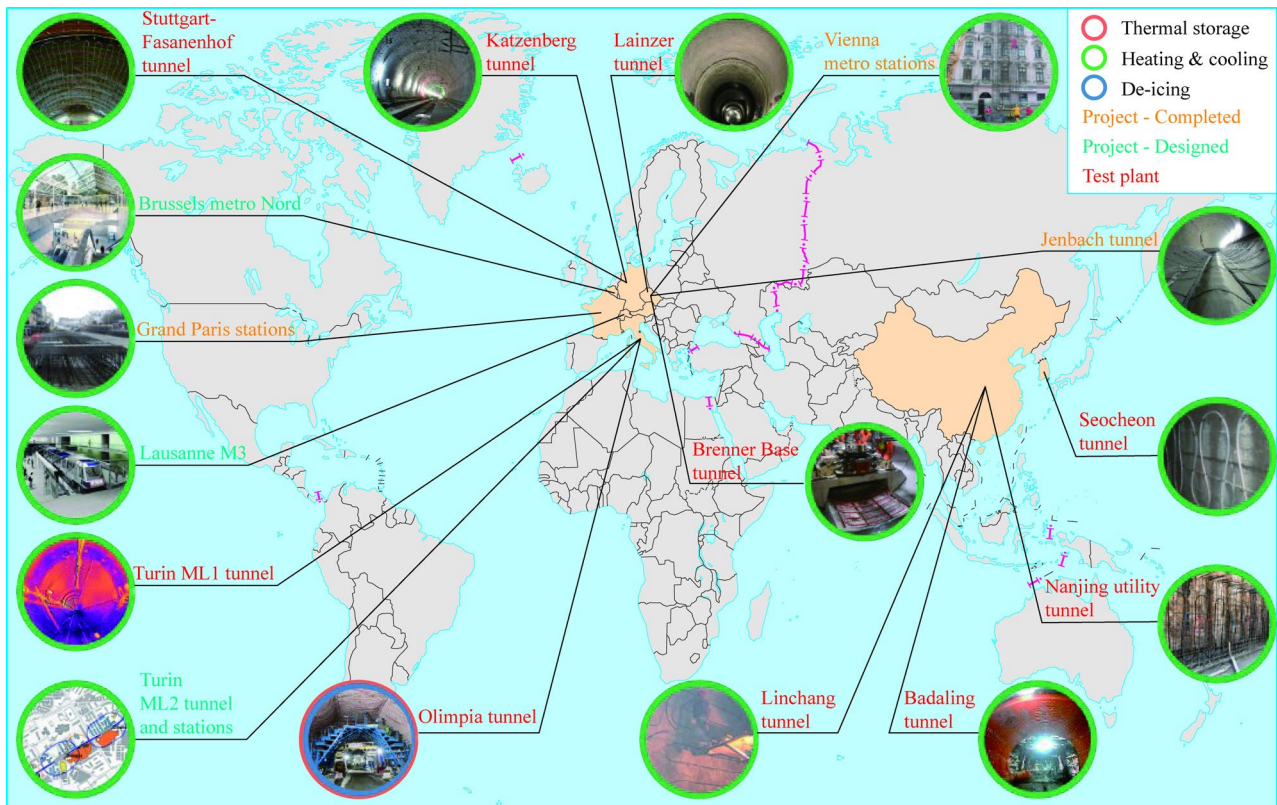 Stuttgart-
Fasanenhof
tunnel
Katzenberg
tunnel
Lainzer
tunnel
Vienna
metro stations
Thermal storage
Heating & cooling
De-icing
Project - Completed
Project - Designed
Test plant
Brussels metro Nord
Jenbach tunnel
Grand Paris stations
Lausanne M3
Brenner Base
tunnel
Seocheon
tunnel
Turin ML1 tunnel
Nanjing utility
tunnel
Turin
ML2 tunnel
and stations
Olimpia tunnel
Linchang
tunnel
Badaling
tunnel